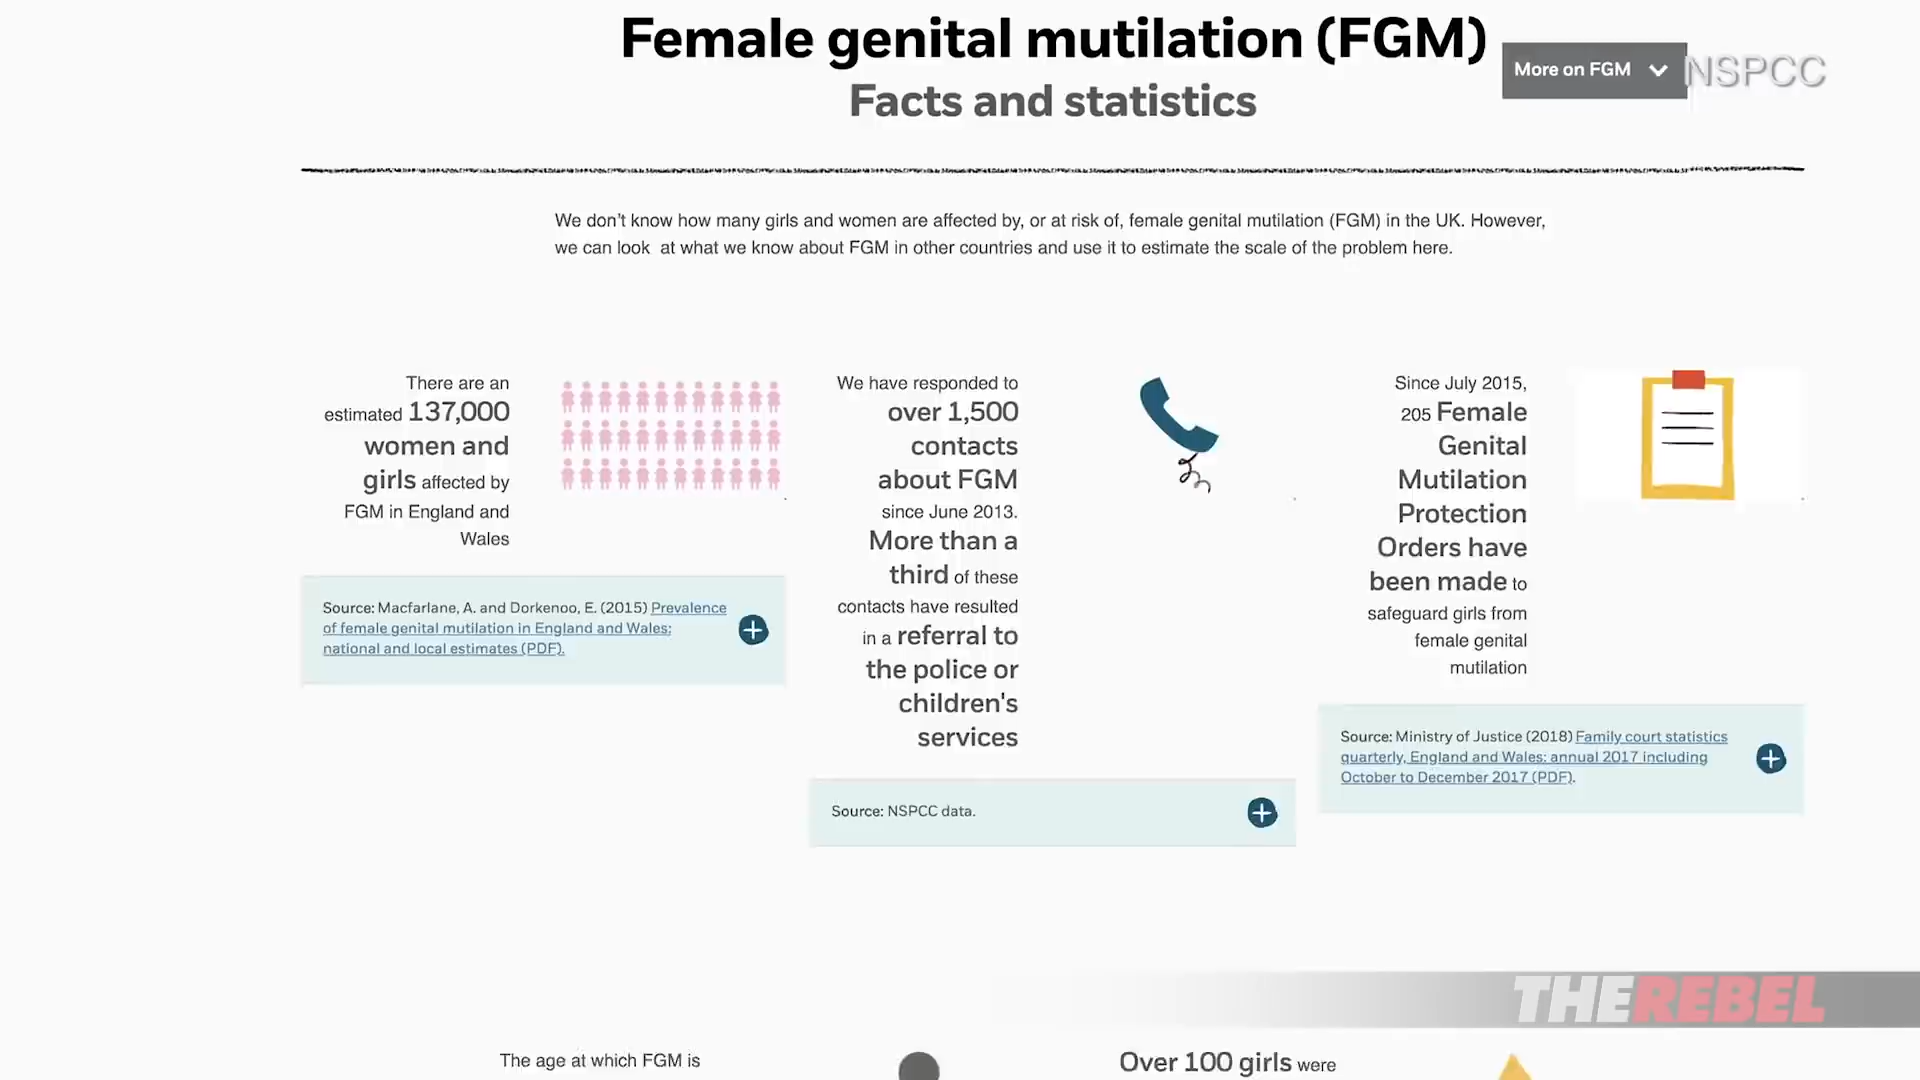 Female genital mutilation (FGM)
Facts and statistics
More on FGM
NSPCC
We don't know how many girls and women are affected by, or at risk of, female genital mutilation (FGM) in the UK. However,
we can look at what we know about FGM in other countries and use it to estimate the scale of the problem here.
There are an
estimated 137,000
women and
girls affected by
FGM in England and
Wales
Source: Macfarlane, A. and Dorkenoo, E. (2015) Prevalence
of female genital mutilation in England and Wales:
national and local estimates (PDF).
We have responded to
over 1,500
contacts
about FGM
since June 2013.
More than a
third of these
contacts have resulted
in a referral to
the police or
children's
services
Source: NSPCC data.
Since July 2015,
205 Female
Genital
Mutilation
Protection
Orders have
been made to
safeguard girls from
female genital
mutilation
Source: Ministry of Justice (2018) Family court statistics
quarterly, England and Wales: annual 2017 including
October to December 2017 (PDF).
THE REBEL
The age at which FGM is
Over 100 girls were